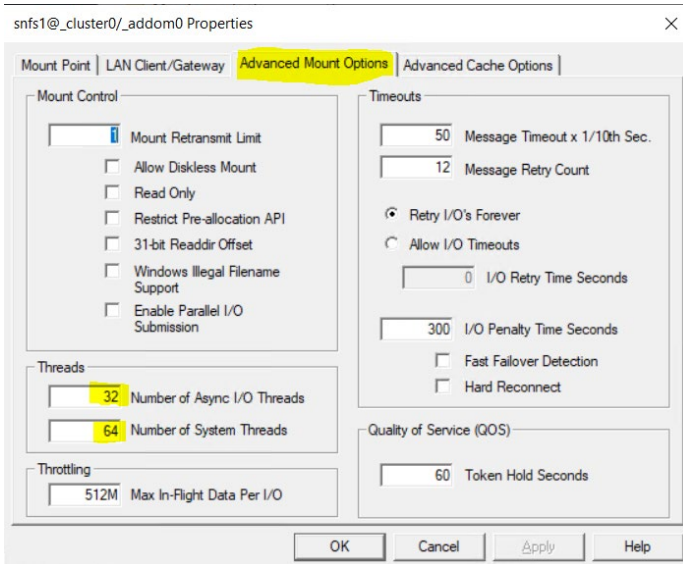 snfs1@_cluster0/_addom0 Properties
Mount Point
LAN Client/Gateway
Advanced Mount Options
Advanced Cache Options
Mount Control
1 Mount Retransmit Limit
Allow Diskless Mount
Read Only
Restrict Pre-allocation API
31-bit Readdir Offset
Windows Illegal Filename
Support
Enable Parallel I/O
Submission
Threads
32 Number of Async I/O Threads
64 Number of System Threads
Throttling
512M Max In-Flight Data Per I/O
Timeouts
50 Message Timeout x 1/10th Sec.
12 Message Retry Count
Retry I/O's Forever
Allow I/O Timeouts
0 I/O Retry Time Seconds
300 I/O Penalty Time Seconds
Fast Failover Detection
Hard Reconnect
Quality of Service (QOS)
60 Token Hold Seconds
OK
Cancel
Apply
Help